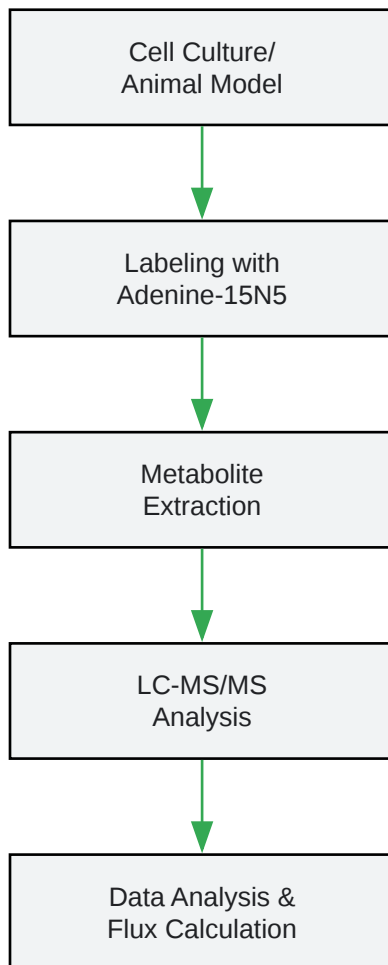 Cell Culture/
Animal Model
Labeling with
Adenine-15N5
Metabolite
Extraction
LC-MS/MS
Analysis
Data Analysis &
Flux Calculation